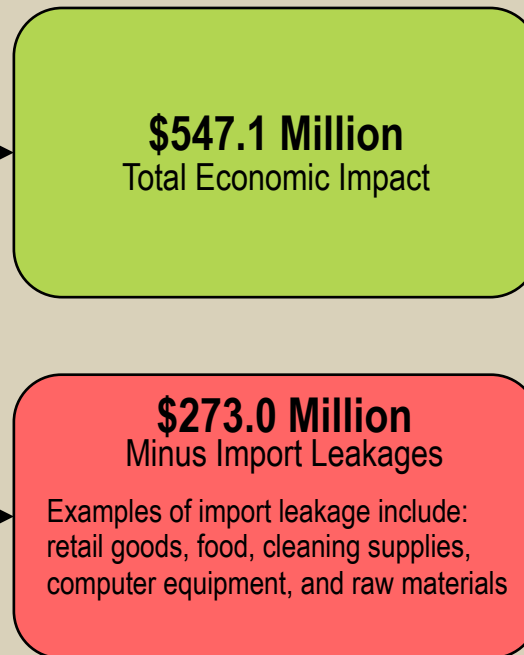 $547.1 Million
Total Economic Impact
$273.0 Million
Minus Import Leakages
Examples of import leakage include:
retail goods, food, cleaning supplies,
computer equipment, and raw materials